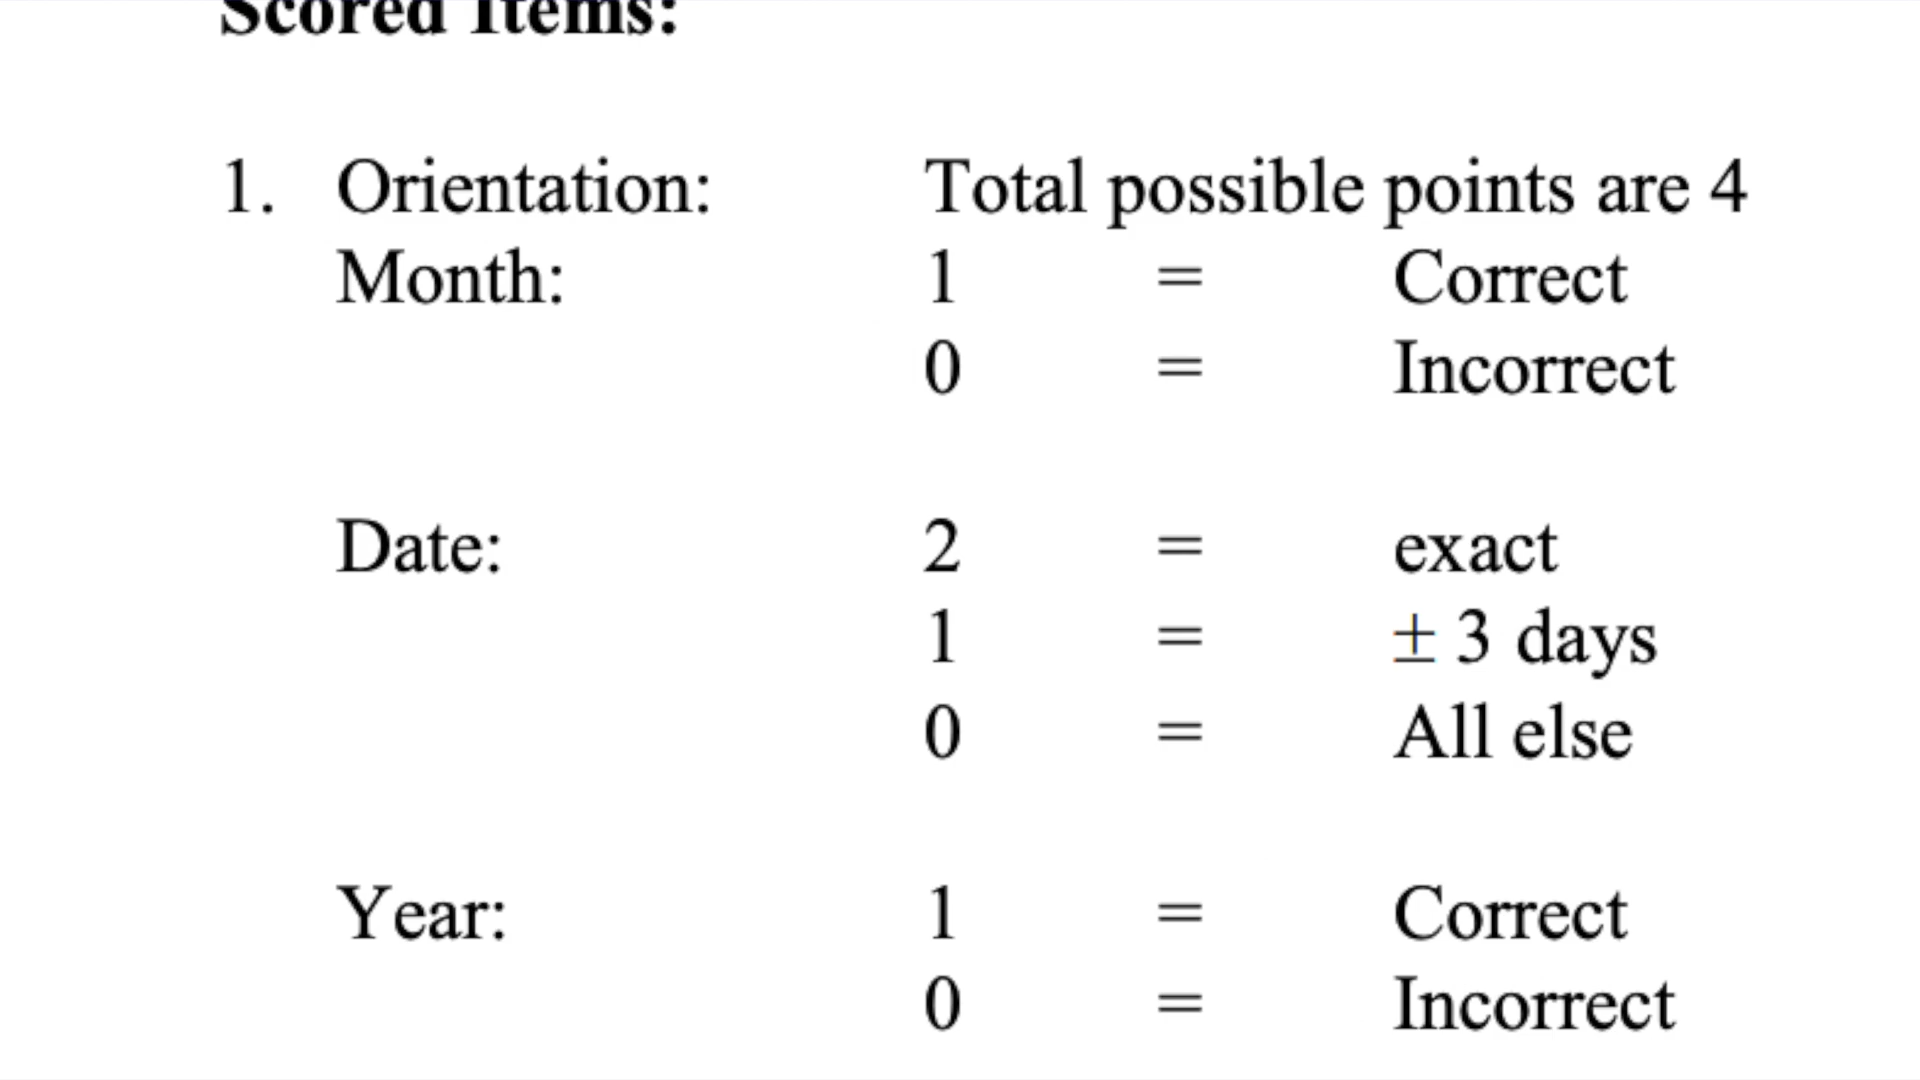 Scored Items:
1. Orientation: Total possible points are 4
Month: 1 = Correct
0 = Incorrect
Date: 2 = exact
1 = ± 3 days
0 = All else
Year: 1 = Correct
0 = Incorrect